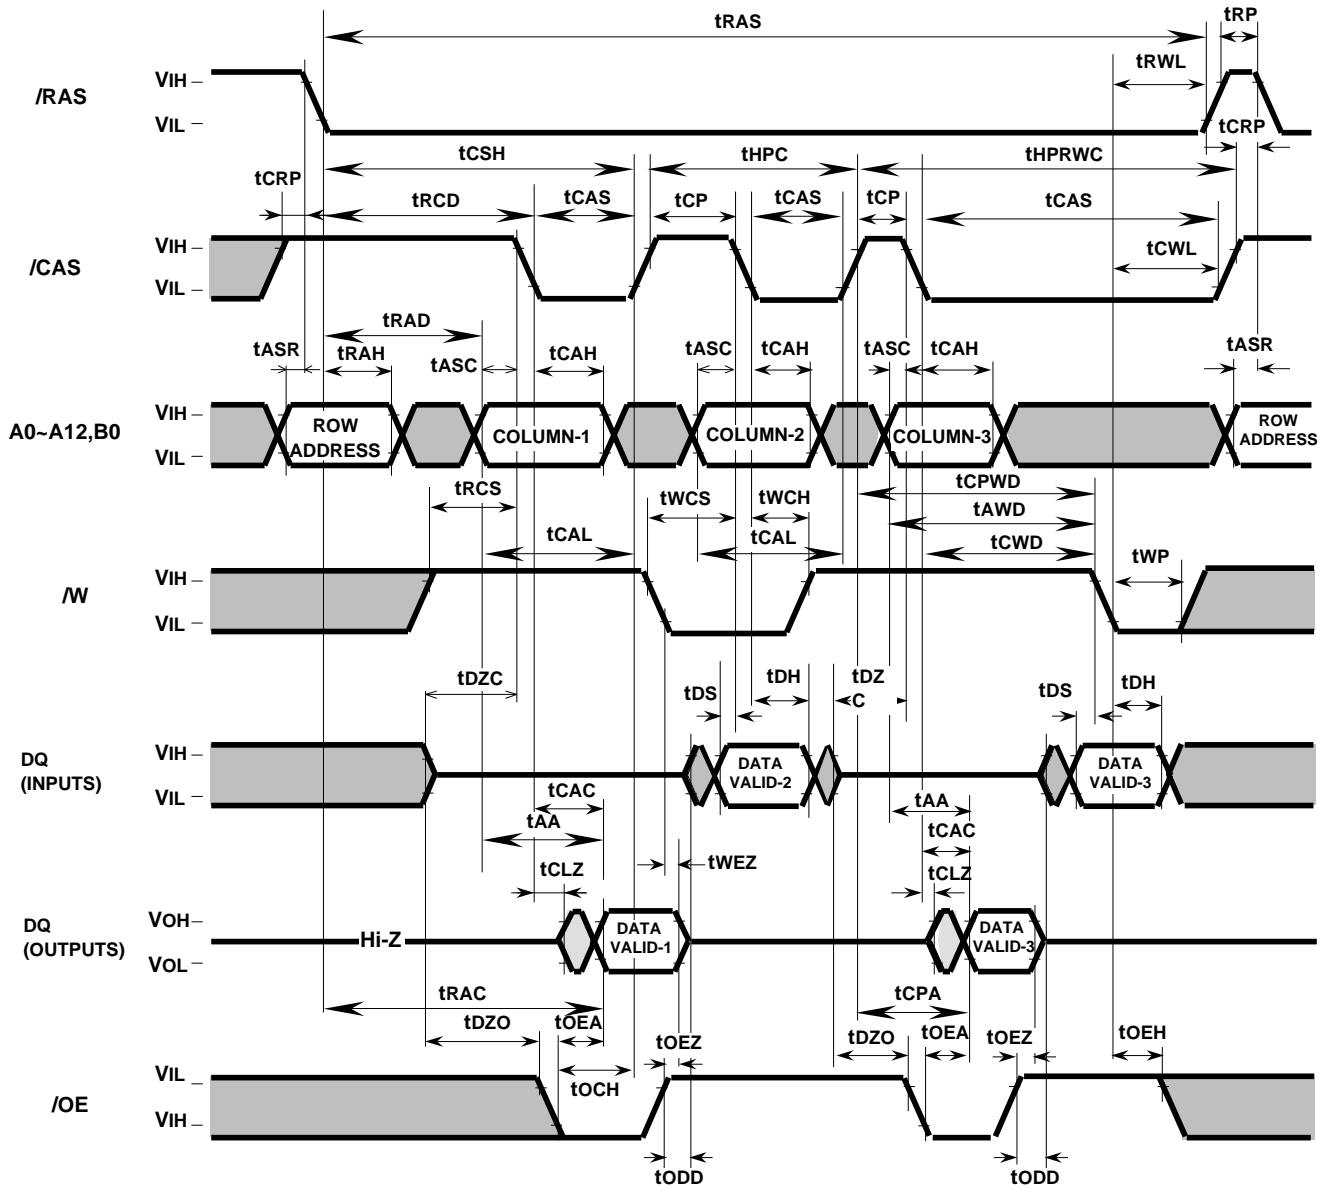 tRAS
tRP
tRWL
/RAS
VIH
VIL
tCRP
tCSH
tHPC
tHPRWC
tCRP
tRCD
tCAS
tCP
tCAS
tCP
tCAS
/CAS
VIH
VIL
tCWL
tRAD
tASR
tRAH
tASC
tCAH
tASC
tCAH
tASC
tCAH
tASR
A0~A12,B0
VIH
VIL
ROW
ADDRESS
COLUMN-1
COLUMN-2
COLUMN-3
ROW
ADDRESS
tRCS
tWCS
tWCH
tCPWD
tAWD
tCAL
tCAL
tCWD
tWP
/W
VIH
VIL
tDZC
tDS
tDH
tDZ
C
tDS
tDH
DQ
(INPUTS)
VIH
VIL
DATA
VALID-2
DATA
VALID-3
tCAC
tAA
tAA
tCAC
tWEZ
tCLZ
tCLZ
DQ
(OUTPUTS)
VOH
VOL
Hi-Z
DATA
VALID-1
DATA
VALID-3
tRAC
tCPA
tDZO
tOEA
tOEZ
tDZO
tOEA
tOEZ
tOEH
tOCH
/OE
VIL
VIH
tODD
tODD